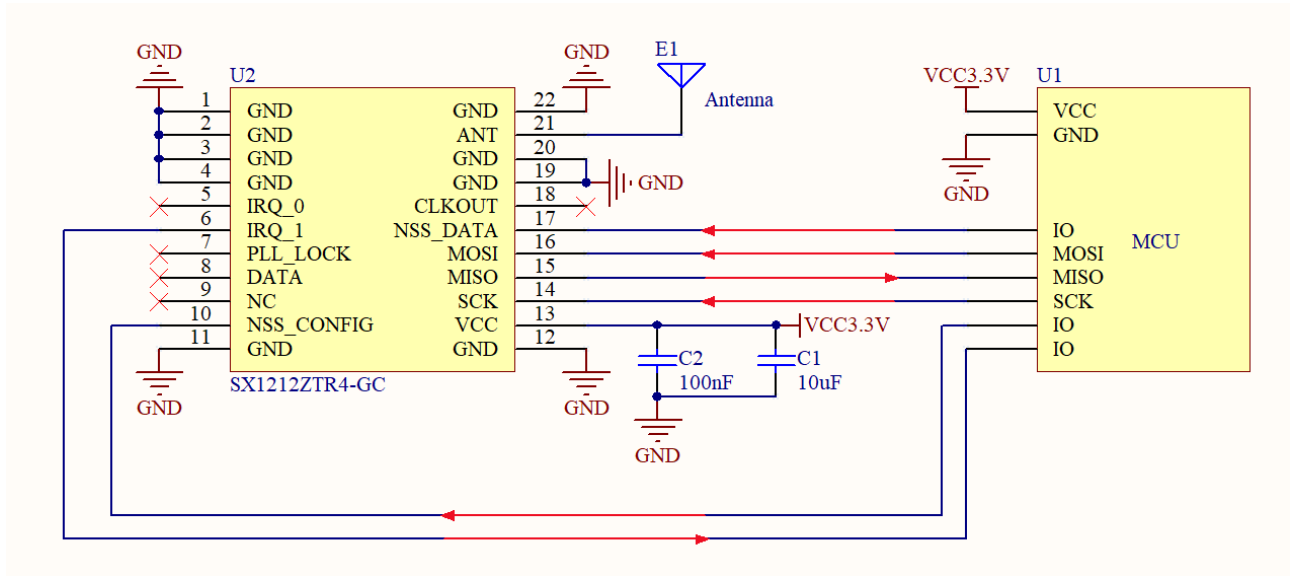 GND
U2
1 GND
2 GND
3 GND
4 GND
5 IRQ_0
6 IRQ_1
7 PLL_LOCK
8 DATA
9 NC
10 NSS_CONFIG
11 GND
GND
SX1212ZTR4-GC
GND
GND 22
ANT 21
GND 20
GND 19
CLKOUT 18
NSS_DATA 17
MOSI 16
MISO 15
SCK 14
VCC 13
GND 12
GND
E1
Antenna
GND
VCC3.3V
C2
100nF
C1
10uF
GND
VCC3.3V
GND
U1
VCC
GND
IO
MOSI
MISO
SCK
IO
IO
MCU